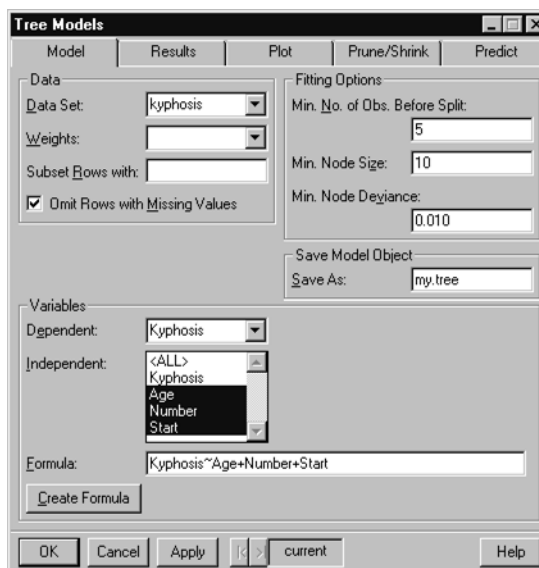 Tree Models
Model Results Plot Prune/Shrink Predict
Data
Data Set: kyphosis
Weights:
Subset Rows with:
Omit Rows with Missing Values
Fitting Options
Min. No. of Obs. Before Split:
5
Min. Node Size: 10
Min. Node Deviance:
0.010
Save Model Object
Save As: my.tree
Variables
Dependent: Kyphosis
Independent: <ALL>
Kyphosis
Age
Number
Start
Formula: Kyphosis~Age+Number+Start
Create Formula
OK Cancel Apply current Help